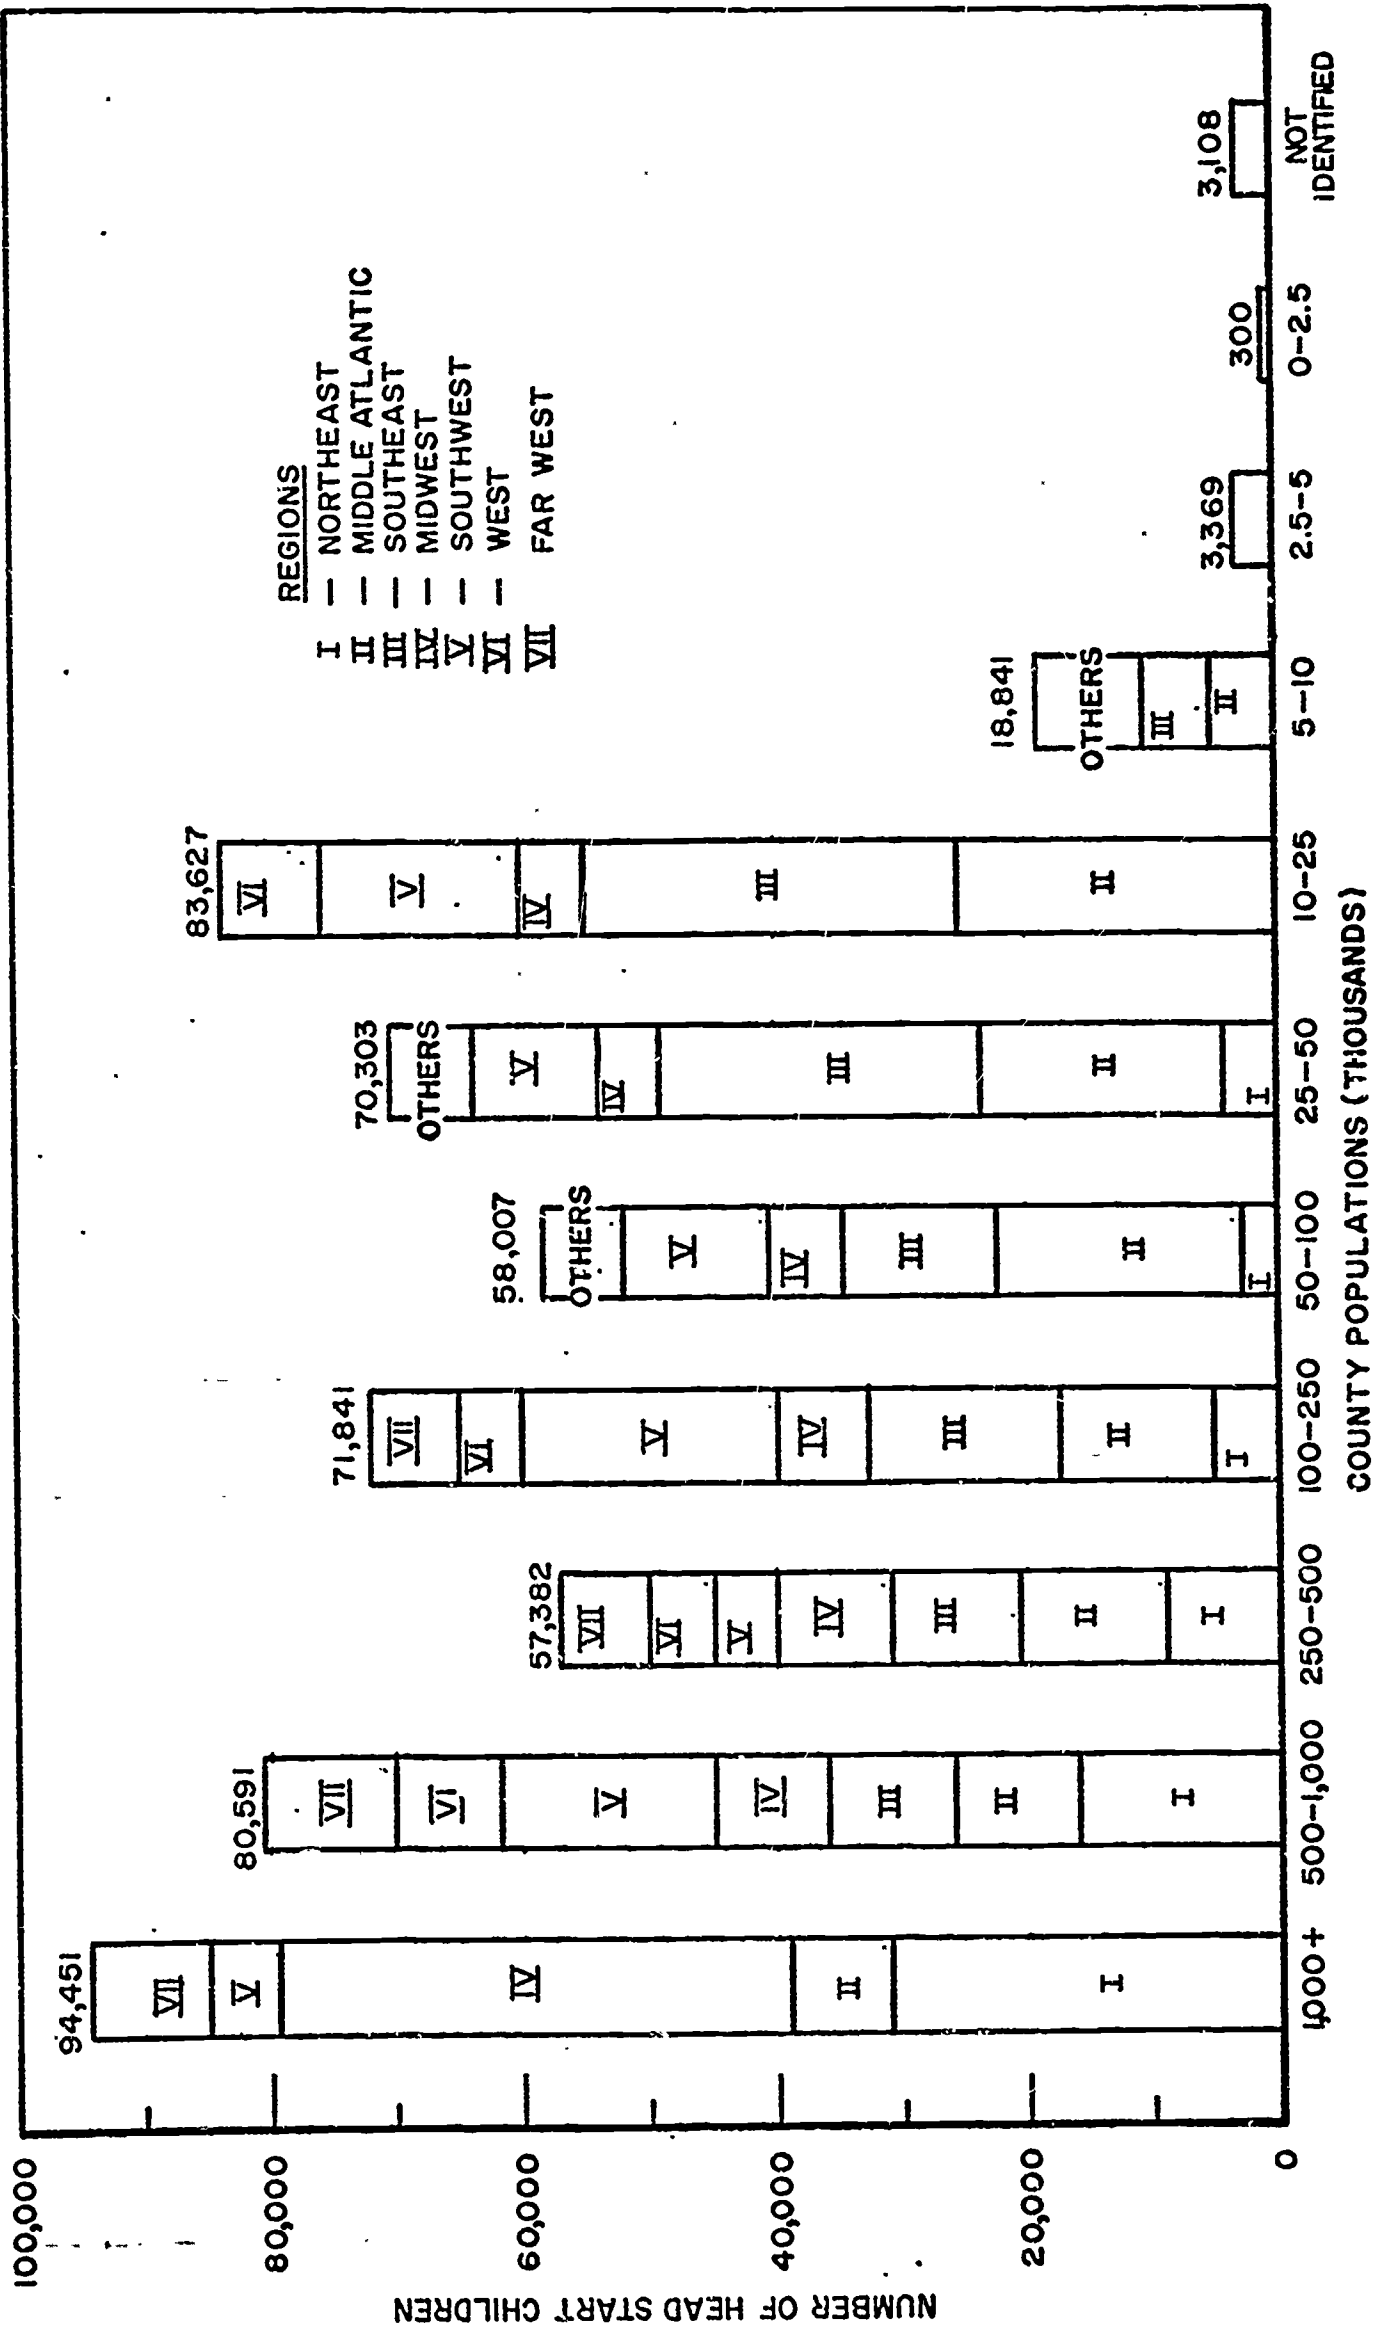 NUMBER OF HEAD START CHILDREN
100,000
80,000
60,000
40,000
20,000
0
94,451
VII
V
IV
II
I
80,591
VII
VI
V
IV
III
II
I
57,382
VII
VI
V
IV
III
II
I
71,841
VII
VI
V
IV
III
II
I
58,007
OTHERS
V
IV
III
II
I
70,303
OTHERS
V
IV
III
II
I
83,627
VI
V
IV
III
II
18,841
OTHERS
III
II
3,369
300
3,108
REGIONS
I — NORTHEAST
II — MIDDLE ATLANTIC
III — SOUTHEAST
IV — MIDWEST
V — SOUTHWEST
VI — WEST
VII FAR WEST
1,000+ 500-1,000 250-500 100-250 50-100 25-50 10-25 5-10 2.5-5 0-2.5 NOT
IDENTIFIED
COUNTY POPULATIONS (THOUSANDS)